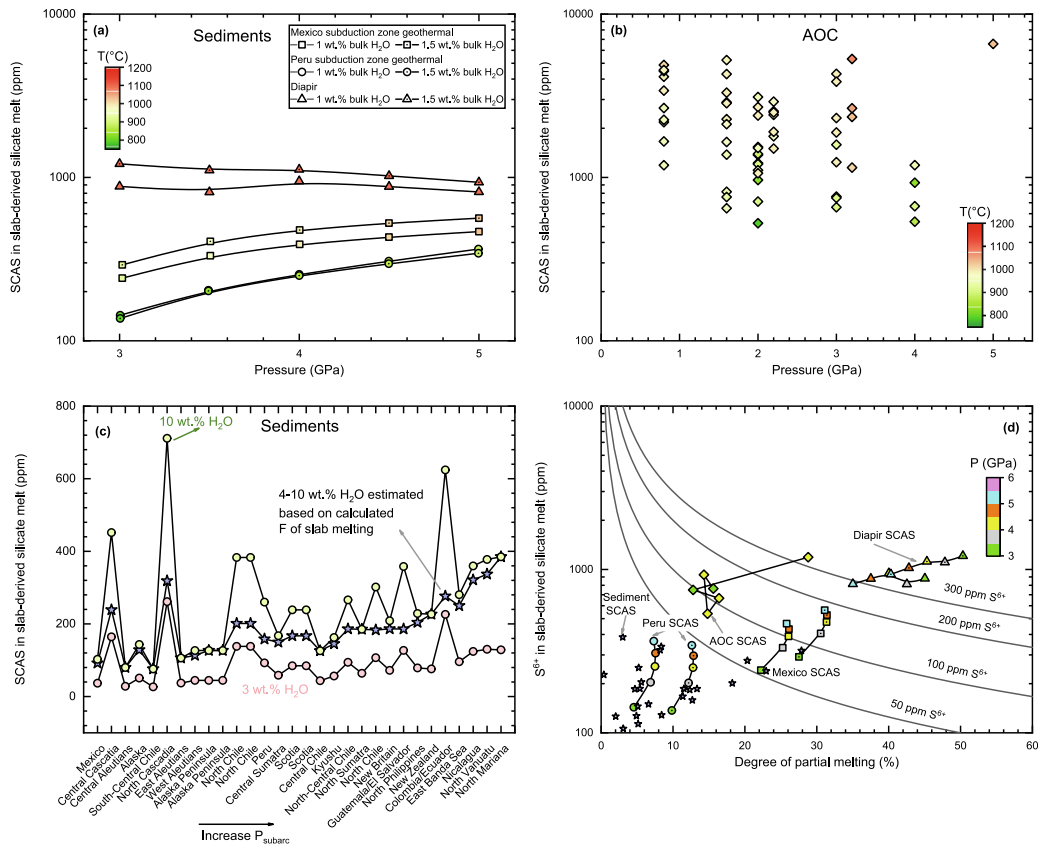 (a)
Sediments
Mexico subduction zone geothermal
1 wt.% bulk H2O
1.5 wt.% bulk H2O
Peru subduction zone geothermal
1 wt.% bulk H2O
1.5 wt.% bulk H2O
Diapir
1 wt.% bulk H2O
1.5 wt.% bulk H2O
T(°C)
1200
1100
1000
900
800
SCAS in slab-derived silicate melt (ppm)
10000
1000
100
3
4
5
Pressure (GPa)
(b)
AOC
T(°C)
1200
1100
1000
900
800
SCAS in slab-derived silicate melt (ppm)
10000
1000
100
0
1
2
3
4
5
6
Pressure (GPa)
(c)
Sediments
10 wt.% H2O
4-10 wt.% H2O estimated
based on calculated
F of slab melting
3 wt.% H2O
SCAS in slab-derived silicate melt (ppm)
800
600
400
200
0
Mexico
Central Cascatia
Central Aleutians
Alaska
South-Central Chile
North Cascadia
East Aleutians
West Aleutians
Alaska Peninsula
Alaska Peninsula
North Chile
North Chile
Peru
Central Sumatra
Scotia
Scotia
Central Chile
Kyushu
North-Central Chile
North Sumatra
North Chile
New Britain
Guatemala/El Salvador
North Philippines
New Zealand
Colombia/Ecuador
East Banda Sea
Nicalagua
North Vanuatu
North Mariana
Increase Psubarc
(d)
P (GPa)
6
5
4
3
Diapir SCAS
300 ppm S6+
200 ppm S6+
100 ppm S6+
50 ppm S6+
Sediment
SCAS
Peru SCAS
AOC SCAS
Mexico SCAS
S6+ in slab-derived silicate melt (ppm)
10000
1000
100
0
10
20
30
40
50
60
Degree of partial melting (%)